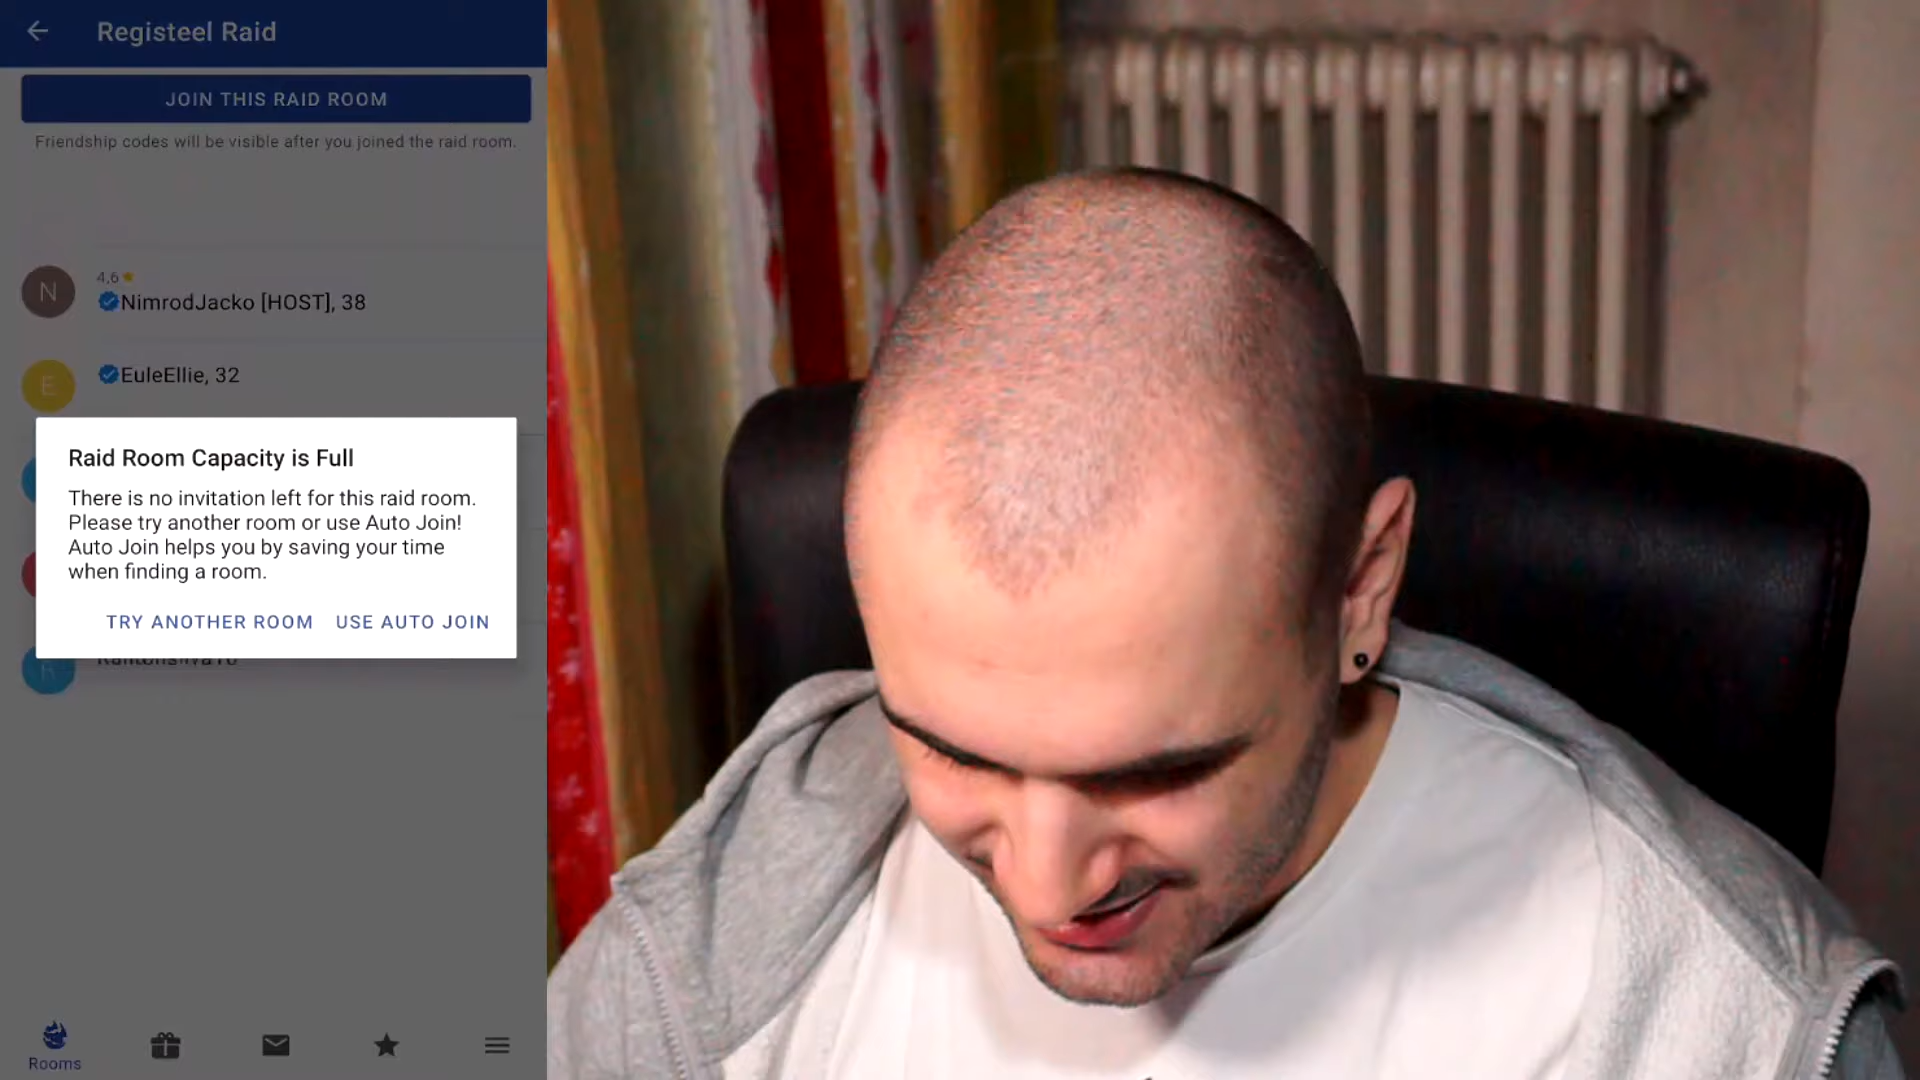 Registeel Raid
JOIN THIS RAID ROOM
Friendship codes will be visible after you joined the raid room.
N
4,6
NimrodJacko [HOST], 38
E
EuleEllie, 32
Raid Room Capacity is Full
There is no invitation left for this raid room.
Please try another room or use Auto Join!
Auto Join helps you by saving your time
when finding a room.
TRY ANOTHER ROOM USE AUTO JOIN
R
Rooms